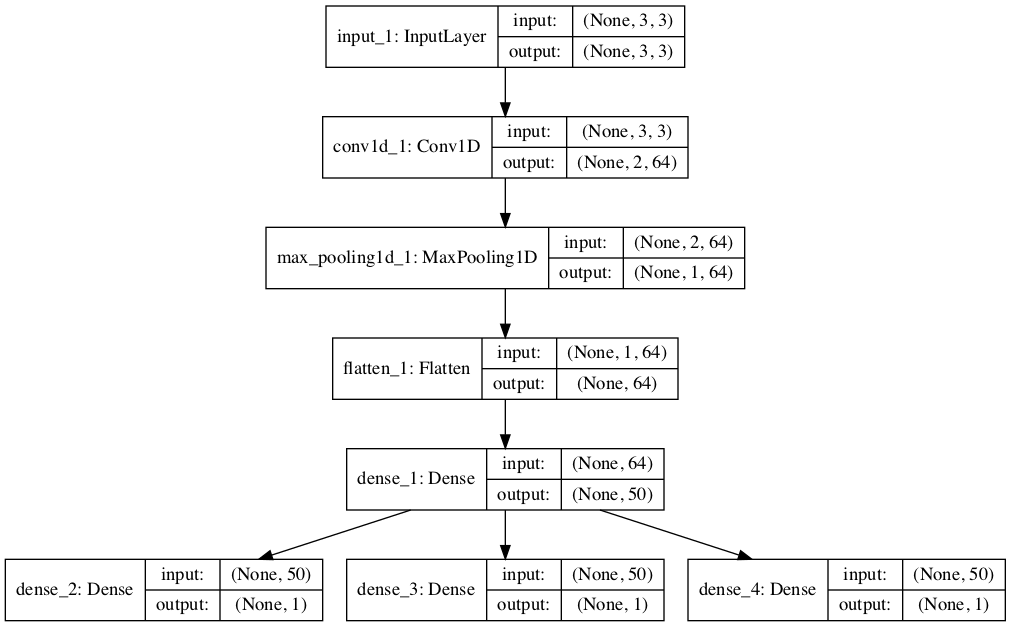 input_1: InputLayer
input: (None, 3, 3)
output: (None, 3, 3)
conv1d_1: Conv1D
input: (None, 3, 3)
output: (None, 2, 64)
max_pooling1d_1: MaxPooling1D
input: (None, 2, 64)
output: (None, 1, 64)
flatten_1: Flatten
input: (None, 1, 64)
output: (None, 64)
dense_1: Dense
input: (None, 64)
output: (None, 50)
dense_2: Dense
input: (None, 50)
output: (None, 1)
dense_3: Dense
input: (None, 50)
output: (None, 1)
dense_4: Dense
input: (None, 50)
output: (None, 1)